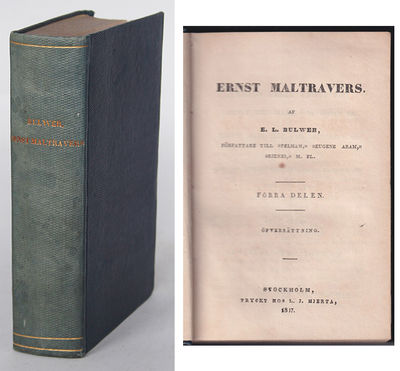 BULWER
ERNST MALTRAVERS
ERNST MALTRAVERS.
AF
E. L. BULWER,
FÖRFATTARE TILL »PELHAM,» »EUGENE ARAM,»
»RIENZI,» M. FL.
FÖRRA DELEN.
ÖFVERSÄTTNING.
STOCKHOLM,
TRYCKT HOS L. J. HJERTA,
1837.